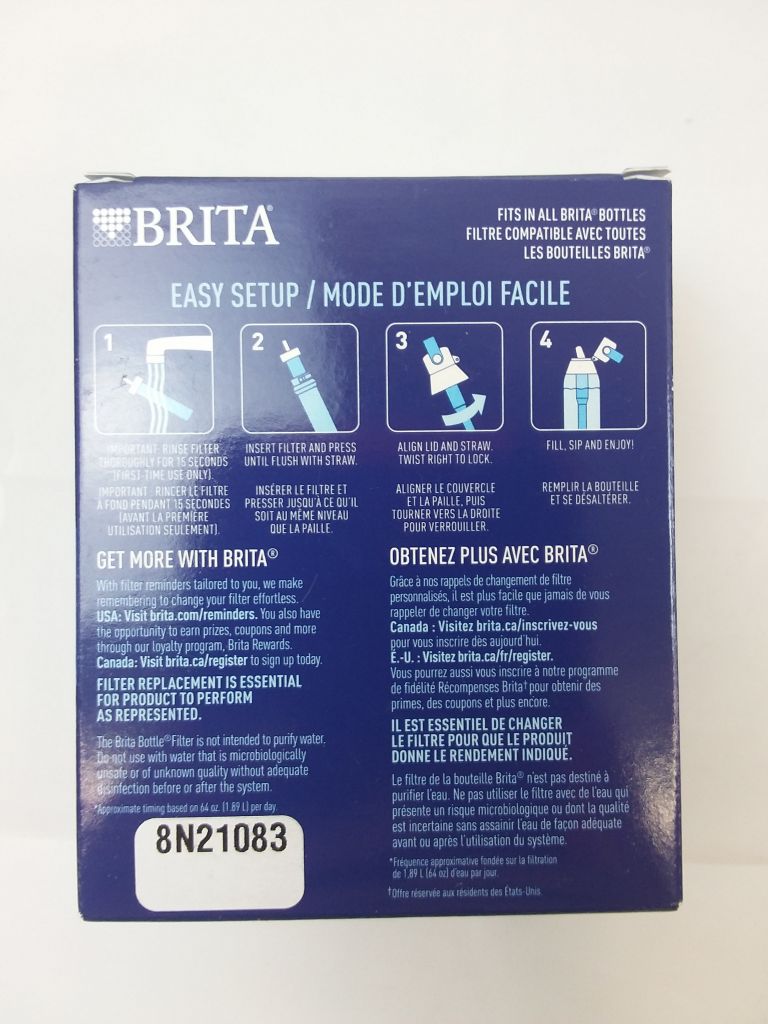 BRITA®
FITS IN ALL BRITA® BOTTLES
FILTRE COMPATIBLE AVEC TOUTES
LES BOUTEILLES BRITA®
EASY SETUP / MODE D'EMPLOI FACILE
1
2
3
4
IMPORTANT: RINSE FILTER
THOROUGHLY FOR 15 SECONDS
(FIRST-TIME USE ONLY).
IMPORTANT : RINCER LE FILTRE
À FOND PENDANT 15 SECONDES
(AVANT LA PREMIÈRE
UTILISATION SEULEMENT).
INSERT FILTER AND PRESS
UNTIL FLUSH WITH STRAW.
INSÉRER LE FILTRE ET
PRESSER JUSQU'À CE QU'IL
SOIT AU MÊME NIVEAU
QUE LA PAILLE.
ALIGN LID AND STRAW.
TWIST RIGHT TO LOCK.
ALIGNER LE COUVERCLE
ET LA PAILLE, PUIS
TOURNER VERS LA DROITE
POUR VERROUILLER.
FILL, SIP AND ENJOY!
REMPLIR LA BOUTEILLE
ET SE DÉSALTÉRER.
GET MORE WITH BRITA®
With filter reminders tailored to you, we make
remembering to change your filter effortless.
USA: Visit brita.com/reminders. You also have
the opportunity to earn prizes, coupons and more
through our loyalty program, Brita Rewards.
Canada: Visit brita.ca/register to sign up today.
FILTER REPLACEMENT IS ESSENTIAL
FOR PRODUCT TO PERFORM
AS REPRESENTED.
The Brita Bottle® Filter is not intended to purify water.
Do not use with water that is microbiologically
unsafe or of unknown quality without adequate
disinfection before or after the system.
*Approximate timing based on 64 oz. (1.89 L) per day.
8N21083
OBTENEZ PLUS AVEC BRITA®
Grâce à nos rappels de changement de filtre
personnalisés, il est plus facile que jamais de vous
rappeler de changer votre filtre.
Canada : Visitez brita.ca/inscrivez-vous
pour vous inscrire dès aujourd'hui.
É.-U. : Visitez brita.ca/fr/register.
Vous pourrez aussi vous inscrire à notre programme
de fidélité Récompenses Brita† pour obtenir des
primes, des coupons et plus encore.
IL EST ESSENTIEL DE CHANGER
LE FILTRE POUR QUE LE PRODUIT
DONNE LE RENDEMENT INDIQUÉ.
Le filtre de la bouteille Brita® n'est pas destiné à
purifier l'eau. Ne pas utiliser le filtre avec de l'eau qui
présente un risque microbiologique ou dont la qualité
est incertaine sans assainir l'eau de façon adéquate
avant ou après l'utilisation du système.
*Fréquence approximative fondée sur la filtration
de 1,89 L (64 oz) d'eau par jour.
†Offre réservée aux résidents des États-Unis.